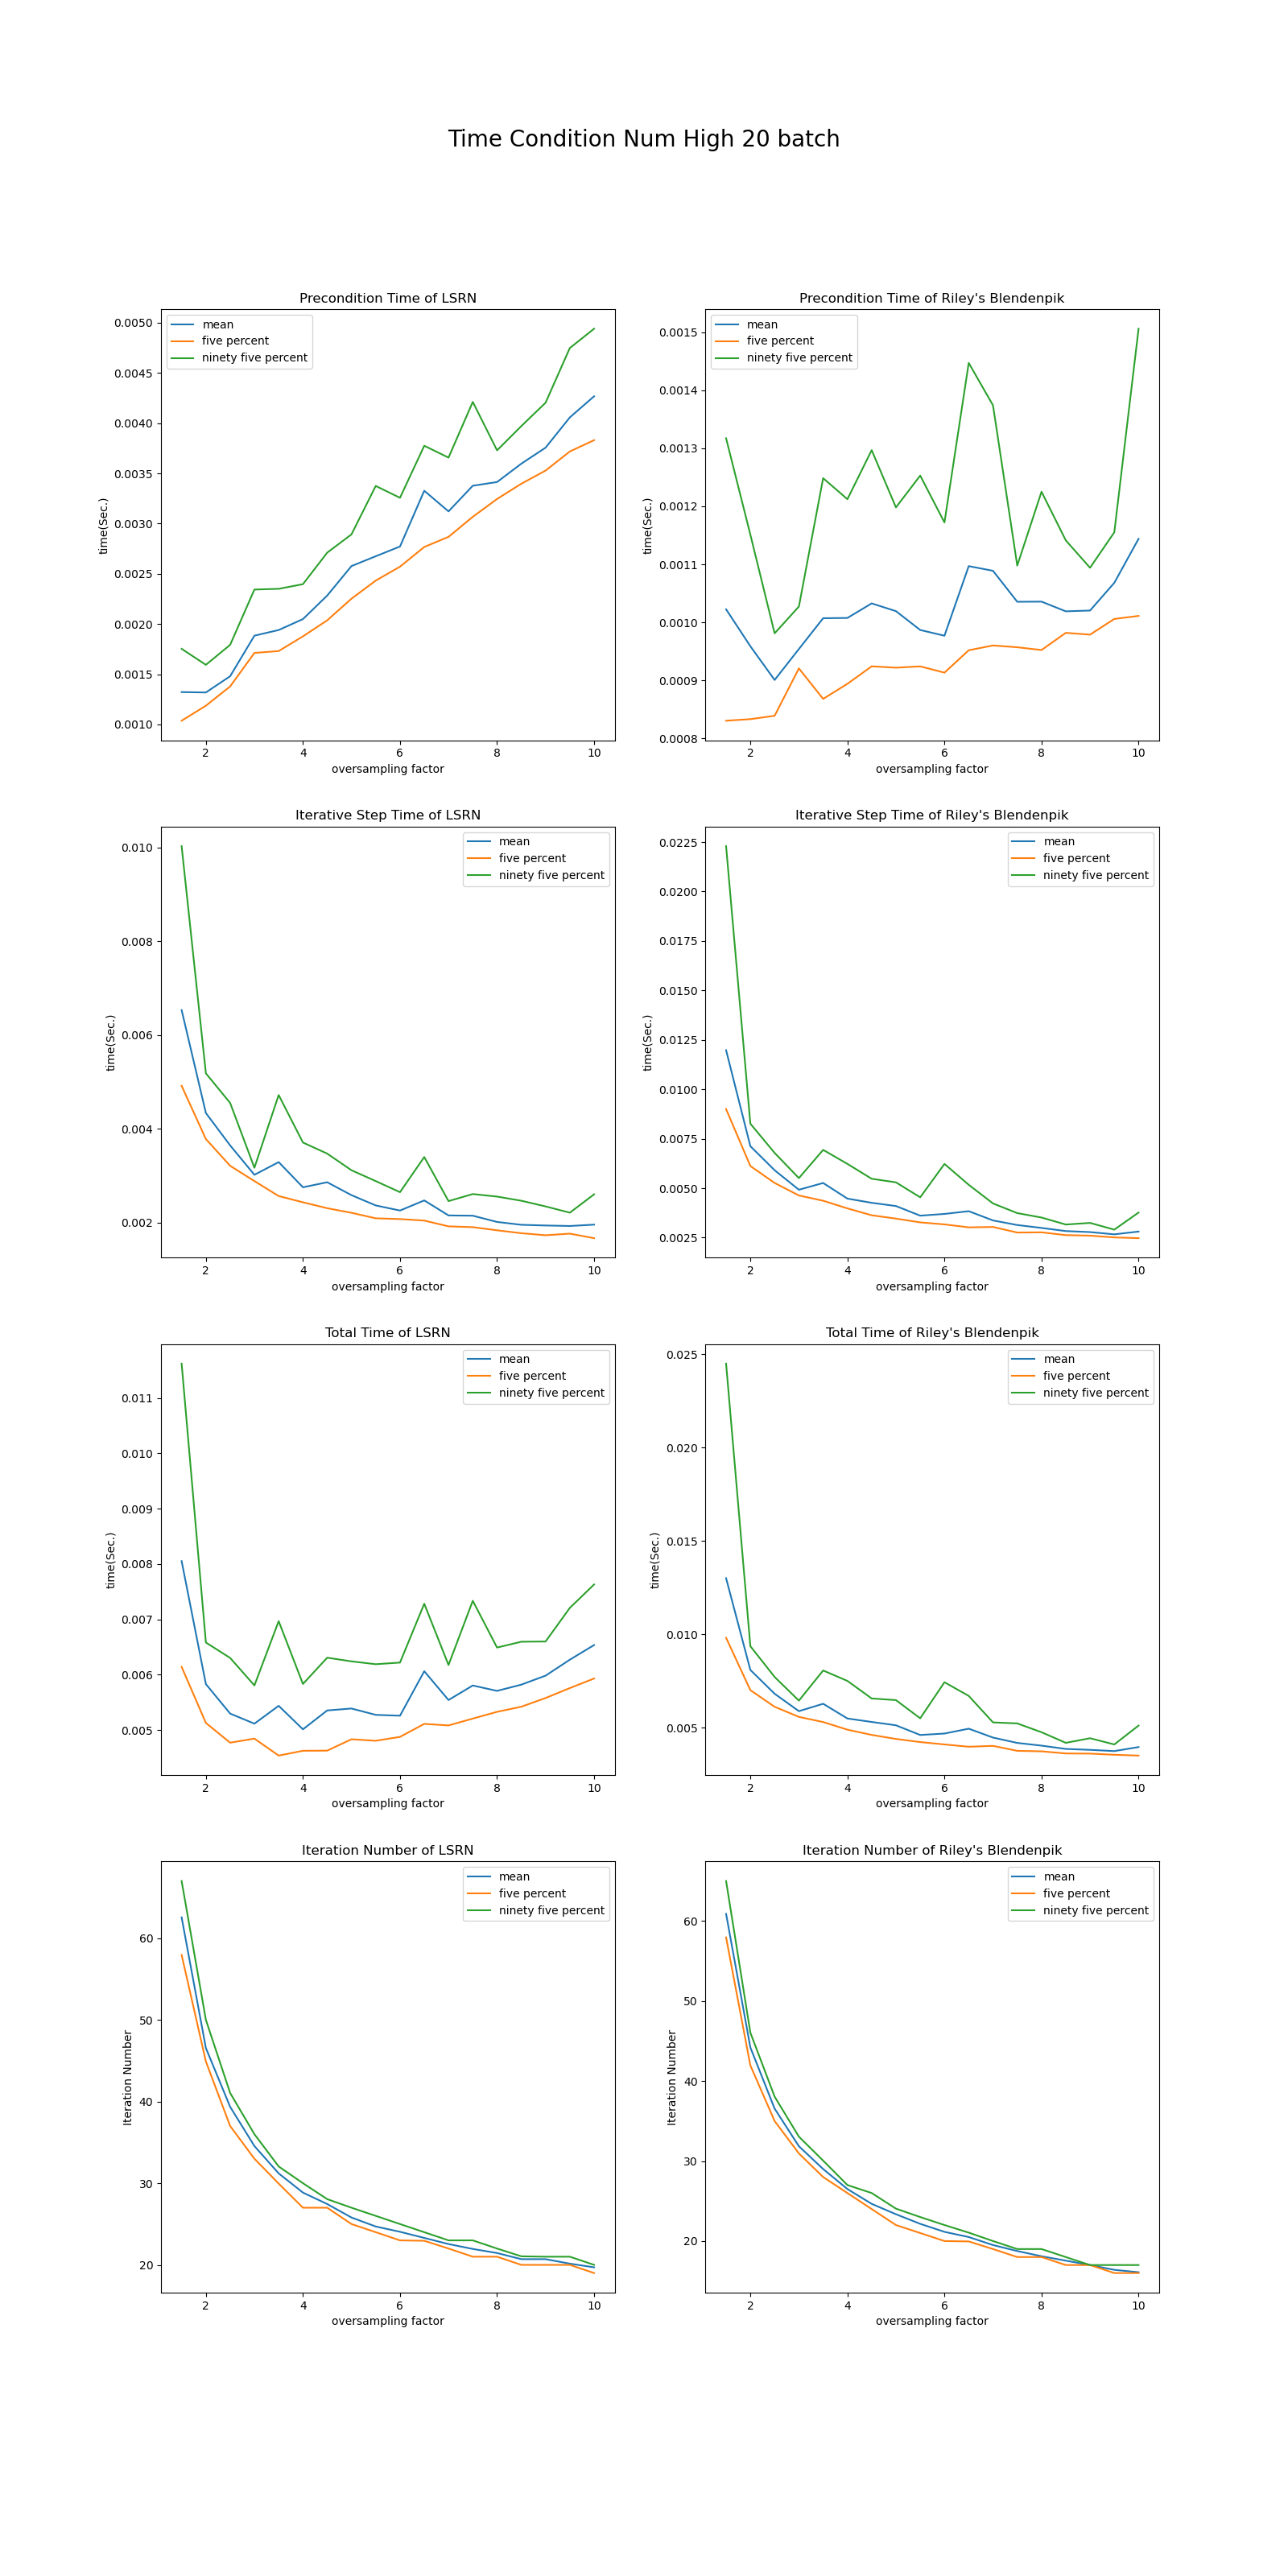 Time Condition Num High 20 batch
Precondition Time of LSRN
mean
five percent
ninety five percent
0.0050
0.0045
0.0040
0.0035
0.0030
0.0025
0.0020
0.0015
0.0010
time(Sec.)
2 4 6 8 10
oversampling factor
Precondition Time of Riley's Blendenpik
mean
five percent
ninety five percent
0.0015
0.0014
0.0013
0.0012
0.0011
0.0010
0.0009
0.0008
time(Sec.)
2 4 6 8 10
oversampling factor
Iterative Step Time of LSRN
mean
five percent
ninety five percent
0.010
0.008
0.006
0.004
0.002
time(Sec.)
2 4 6 8 10
oversampling factor
Iterative Step Time of Riley's Blendenpik
mean
five percent
ninety five percent
0.0225
0.0200
0.0175
0.0150
0.0125
0.0100
0.0075
0.0050
0.0025
time(Sec.)
2 4 6 8 10
oversampling factor
Total Time of LSRN
mean
five percent
ninety five percent
0.011
0.010
0.009
0.008
0.007
0.006
0.005
time(Sec.)
2 4 6 8 10
oversampling factor
Total Time of Riley's Blendenpik
mean
five percent
ninety five percent
0.025
0.020
0.015
0.010
0.005
time(Sec.)
2 4 6 8 10
oversampling factor
Iteration Number of LSRN
mean
five percent
ninety five percent
60
50
40
30
20
Iteration Number
2 4 6 8 10
oversampling factor
Iteration Number of Riley's Blendenpik
mean
five percent
ninety five percent
60
50
40
30
20
Iteration Number
2 4 6 8 10
oversampling factor